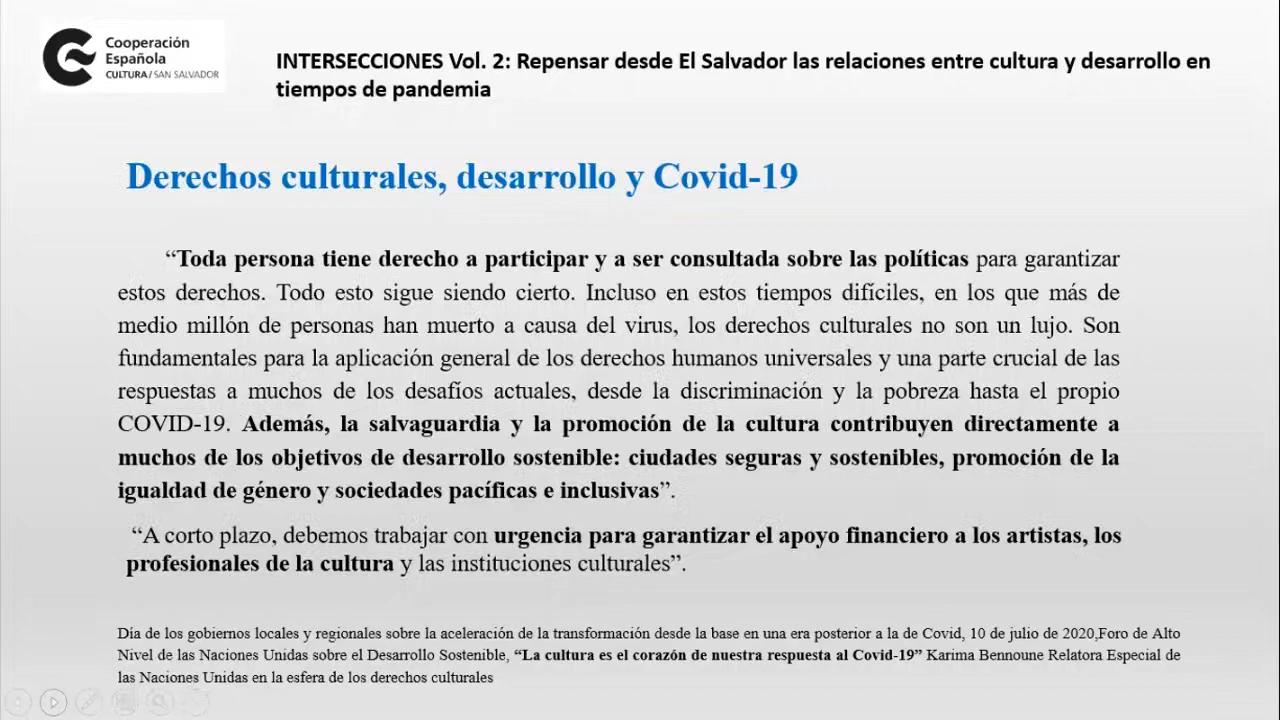 Cooperación
Española
CULTURA / SAN SALVADOR
INTERSECCIONES Vol. 2: Repensar desde El Salvador las relaciones entre cultura y desarrollo en
tiempos de pandemia
Derechos culturales, desarrollo y Covid-19
“Toda persona tiene derecho a participar y a ser consultada sobre las políticas para garantizar
estos derechos. Todo esto sigue siendo cierto. Incluso en estos tiempos difíciles, en los que más de
medio millón de personas han muerto a causa del virus, los derechos culturales no son un lujo. Son
fundamentales para la aplicación general de los derechos humanos universales y una parte crucial de las
respuestas a muchos de los desafíos actuales, desde la discriminación y la pobreza hasta el propio
COVID-19. Además, la salvaguardia y la promoción de la cultura contribuyen directamente a
muchos de los objetivos de desarrollo sostenible: ciudades seguras y sostenibles, promoción de la
igualdad de género y sociedades pacíficas e inclusivas”.
“A corto plazo, debemos trabajar con urgencia para garantizar el apoyo financiero a los artistas, los
profesionales de la cultura y las instituciones culturales”.
Día de los gobiernos locales y regionales sobre la aceleración de la transformación desde la base en una era posterior a la de Covid, 10 de julio de 2020,Foro de Alto
Nivel de las Naciones Unidas sobre el Desarrollo Sostenible, “La cultura es el corazón de nuestra respuesta al Covid-19” Karima Bennoune Relatora Especial de
las Naciones Unidas en la esfera de los derechos culturales